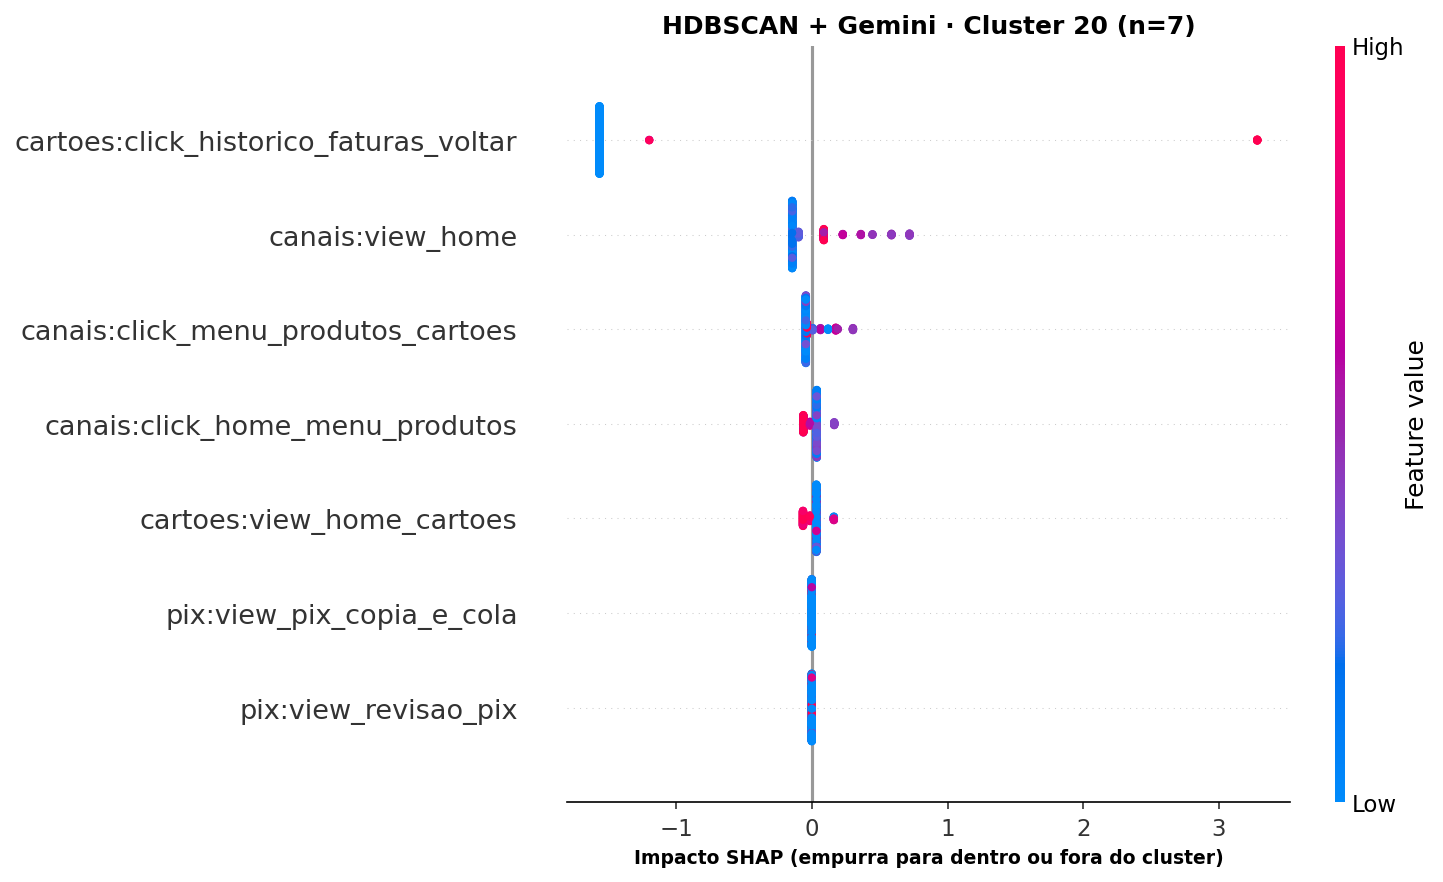 HDBSCAN + Gemini · Cluster 20 (n=7)
High
cartoes:click_historico_faturas_voltar
canais:view_home
canais:click_menu_produtos_cartoes
canais:click_home_menu_produtos
cartoes:view_home_cartoes
pix:view_pix_copia_e_cola
pix:view_revisao_pix
Feature value
Low
−1 0 1 2 3
Impacto SHAP (empurra para dentro ou fora do cluster)